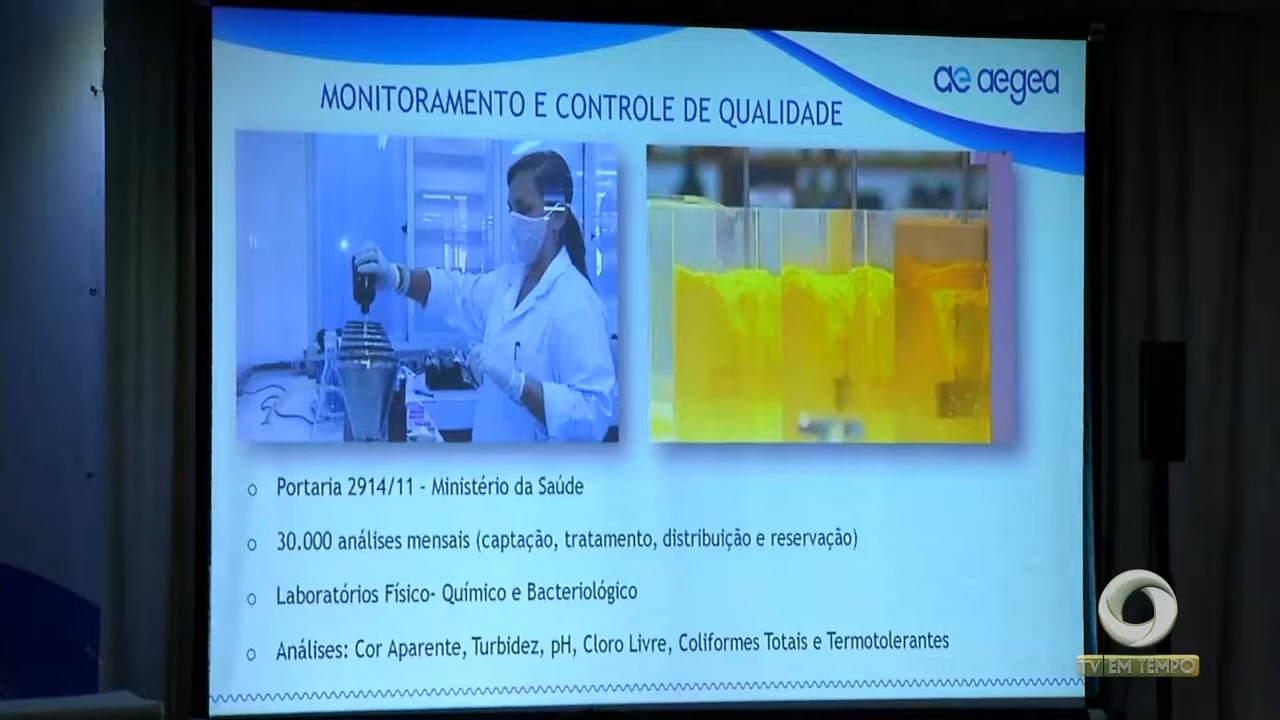 ae aegea
MONITORAMENTO E CONTROLE DE QUALIDADE
Portaria 2914/11 - Ministério da Saúde
30.000 análises mensais (captação, tratamento, distribuição e reservação)
Laboratórios Físico- Químico e Bacteriológico
Análises: Cor Aparente, Turbidez, pH, Cloro Livre, Coliformes Totais e Termotolerantes
TV EM TEMPO